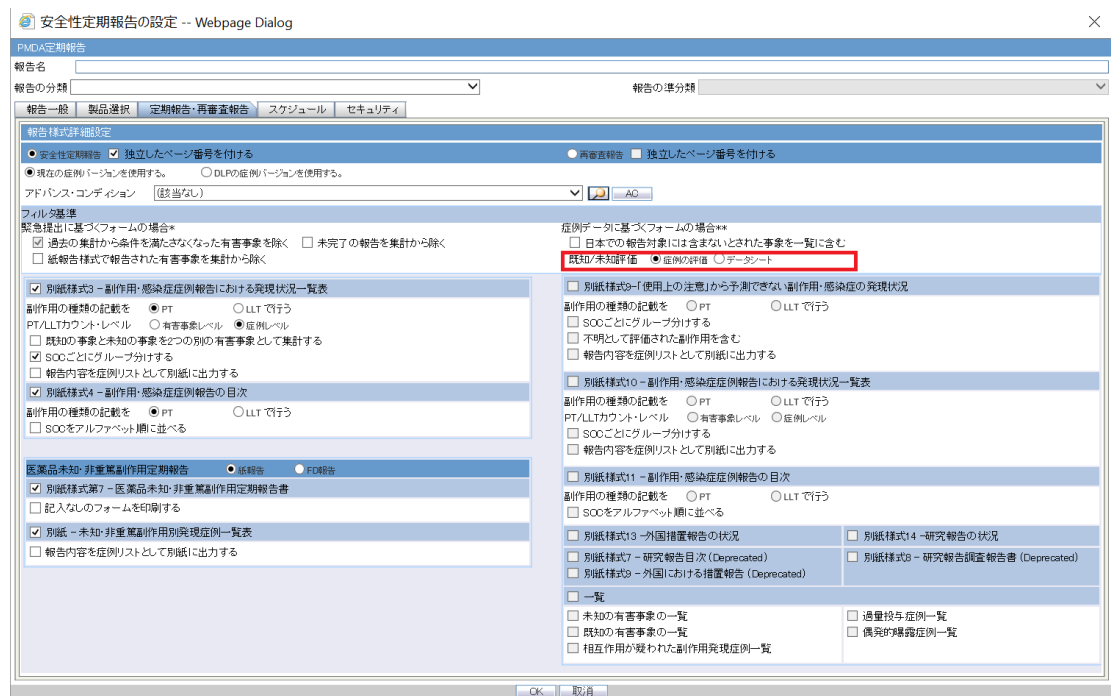 安全性定期報告の設定 -- Webpage Dialog
PMDA定期報告
報告名
報告の分類 報告の準分類
報告一般 製品選択 定期報告・再審査報告 スケジュール セキュリティ
報告様式詳細設定
安全性定期報告 独立したページ番号を付ける 再審査報告 独立したページ番号を付ける
現在の症例バージョンを使用する。 DLPの症例バージョンを使用する。
アドバンス・コンディション (該当なし) AC
フィルタ基準
緊急提出に基づくフォームの場合* 症例データに基づくフォームの場合**
過去の集計から条件を満たさなくなった有害事象を除く 未完了の報告を集計から除く 日本での報告対象には含まないとされた事象を一覧に含む
紙報告様式で報告された有害事象を集計から除く 既知/未知評価 症例の評価 データシート
別紙様式3 - 副作用・感染症症例報告における発現状況一覧表
副作用の種類の記載を PT LLT で行う
PT/LLTカウント・レベル 有害事象レベル 症例レベル
既知の事象と未知の事象を2つの別の有害事象として集計する
SOCごとにグループ分けする
報告内容を症例リストとして別紙に出力する
別紙様式4 - 副作用・感染症症例報告の目次
副作用の種類の記載を PT LLT で行う
SOCをアルファベット順に並べる
医薬品未知・非重篤副作用定期報告 紙報告 FD報告
別紙様式第7 - 医薬品未知・非重篤副作用定期報告書
記入なしのフォームを印刷する
別紙 - 未知・非重篤副作用別発現症例一覧表
報告内容を症例リストとして別紙に出力する
別紙様式9-「使用上の注意」から予測できない副作用・感染症の発現状況
副作用の種類の記載を PT LLT で行う
SOCごとにグループ分けする
不明として評価された副作用を含む
報告内容を症例リストとして別紙に出力する
別紙様式10 - 副作用・感染症症例報告における発現状況一覧表
副作用の種類の記載を PT LLT で行う
PT/LLTカウント・レベル 有害事象レベル 症例レベル
SOCごとにグループ分けする
報告内容を症例リストとして別紙に出力する
別紙様式11 - 副作用・感染症症例報告の目次
副作用の種類の記載を PT LLT で行う
SOCをアルファベット順に並べる
別紙様式13 -外国措置報告の状況 別紙様式14 -研究報告の状況
別紙様式7 - 研究報告目次 (Deprecated) 別紙様式8 - 研究報告調査報告書 (Deprecated)
別紙様式9 - 外国における措置報告 (Deprecated)
一覧
未知の有害事象の一覧 過量投与症例一覧
既知の有害事象の一覧 偶発的曝露症例一覧
相互作用が疑われた副作用発現症例一覧
OK 取消